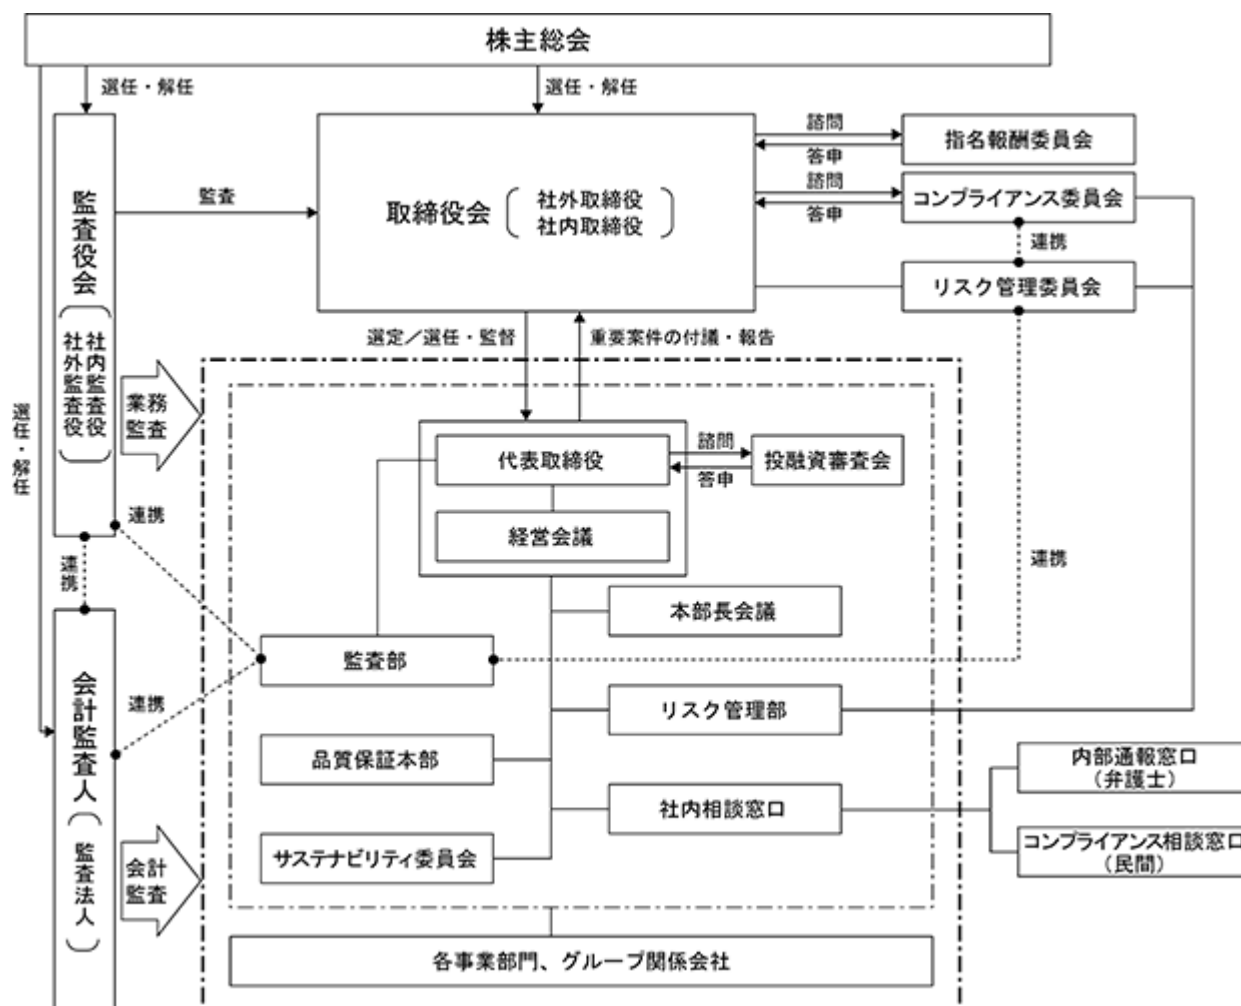 株主総会
選任・解任
選任・解任
諮問
指名報酬委員会
答申
諮問
コンプライアンス委員会
答申
監査
取締役会
社外取締役
社内取締役
連携
リスク管理委員会
監査役会
社内監査役
社外監査役
選定/選任・監督
重要案件の付議・報告
業務
監査
選任・解任
代表取締役
諮問
答申
投融資審査会
経営会議
連携
連携
連携
本部長会議
監査部
連携
会計監査人
監査法人
リスク管理部
品質保証本部
内部通報窓口
(弁護士)
社内相談窓口
コンプライアンス相談窓口
(民間)
サステナビリティ委員会
会計
監査
各事業部門、グループ関係会社